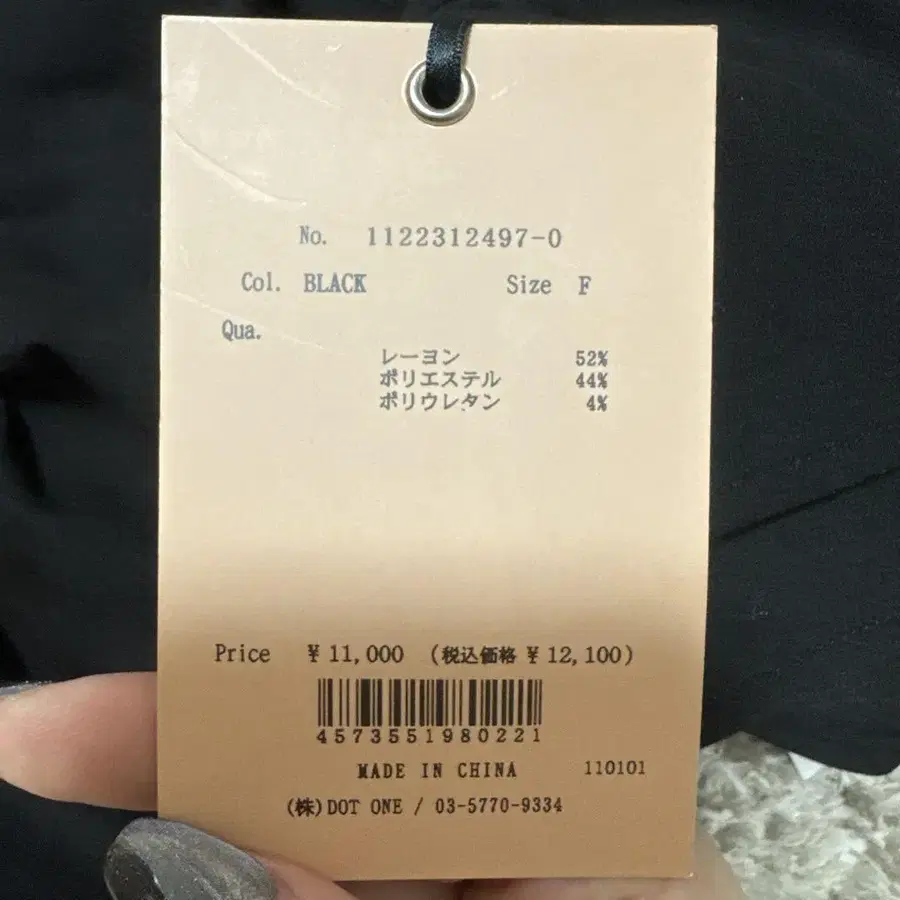 No. 1122312497-0
Col. BLACK Size F
Qua.
レーヨン 52%
ポリエステル 44%
ポリウレタン 4%
Price ¥11,000 (税込価格 ¥12,100)
4573551980221
MADE IN CHINA 110101
(株)DOT ONE / 03-5770-9334